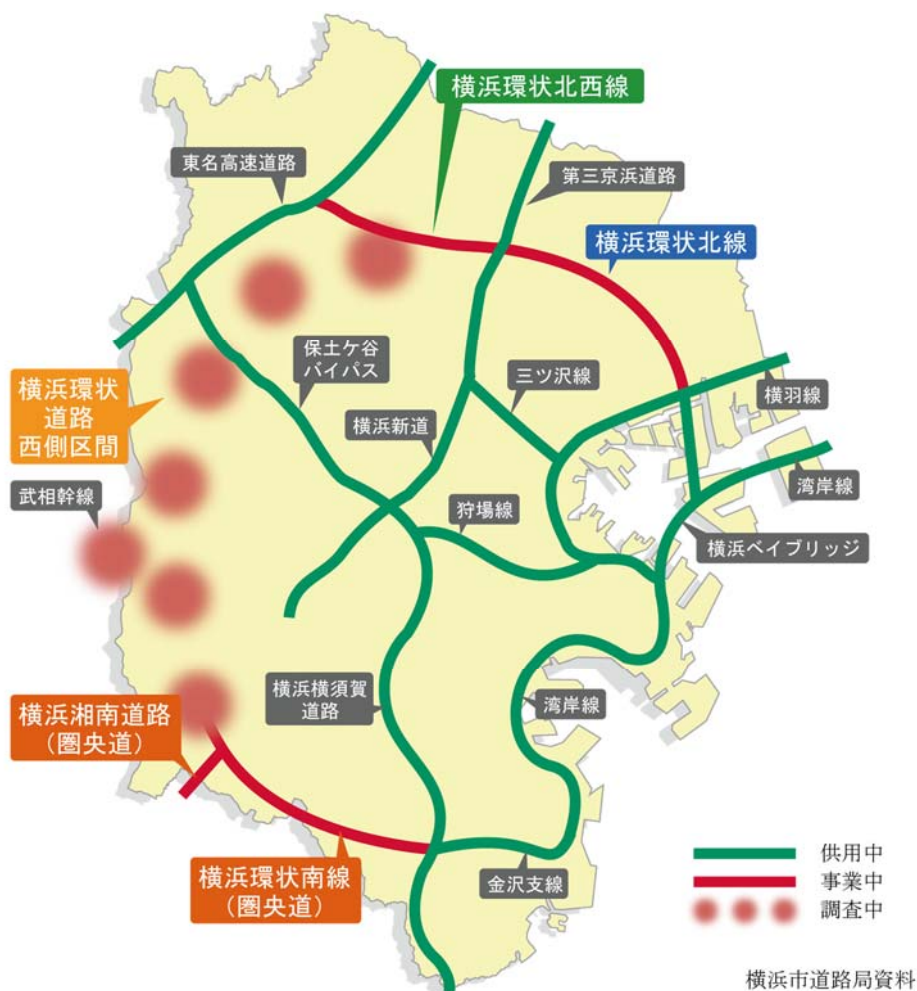 横浜環状北西線
東名高速道路
第三京浜道路
横浜環状北線
保土ケ谷
バイパス
三ツ沢線
横羽線
横浜環状
道路
西側区間
横浜新道
武相幹線
湾岸線
狩場線
横浜ベイブリッジ
横浜横須賀
道路
湾岸線
横浜湘南道路
(圏央道)
横浜環状南線
(圏央道)
金沢支線
供用中
事業中
調査中
横浜市道路局資料